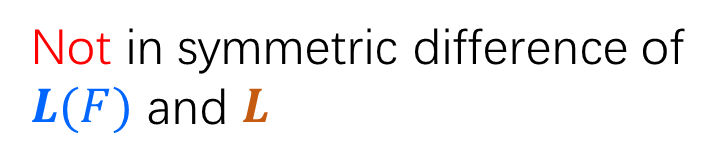 Not in symmetric difference of
L(F) and L